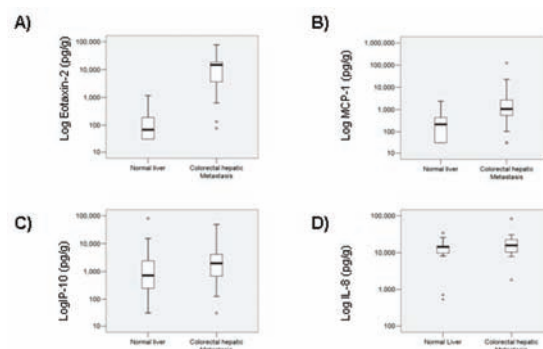 A)
Log Eotaxin-2 (pg/g)
100,000
10,000
1,000
100
10
Normal liver
Colorectal hepatic
Metastasis
B)
Log MCP-1 (pg/g)
1,000,000
100,000
10,000
1,000
100
10
Normal liver
Colorectal hepatic
Metastasis
C)
LogIP-10 (pg/g)
100,000
10,000
1,000
100
10
Normal liver
Colorectal hepatic
Metastasis
D)
Log IL-8 (pg/g)
100,000
10,000
1,000
100
Normal Liver
Colorectal hepatic
Metastasis